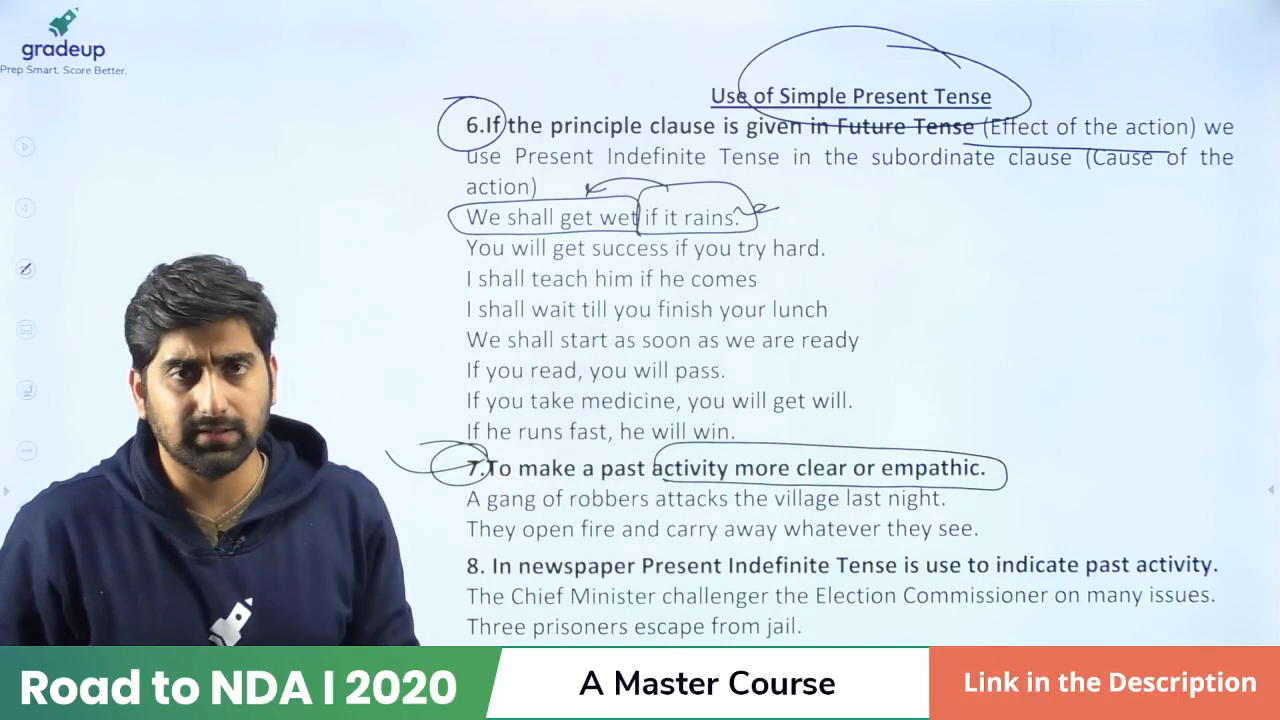 gradeup
Prep Smart. Score Better.
Use of Simple Present Tense
6.If the principle clause is given in Future Tense (Effect of the action) we
use Present Indefinite Tense in the subordinate clause (Cause of the
action)
We shall get wet if it rains.
You will get success if you try hard.
I shall teach him if he comes
I shall wait till you finish your lunch
We shall start as soon as we are ready
If you read, you will pass.
If you take medicine, you will get will.
If he runs fast, he will win.
7.To make a past activity more clear or empathic.
A gang of robbers attacks the village last night.
They open fire and carry away whatever they see.
8. In newspaper Present Indefinite Tense is use to indicate past activity.
The Chief Minister challenger the Election Commissioner on many issues.
Three prisoners escape from jail.
Road to NDA | 2020
A Master Course
Link in the Description